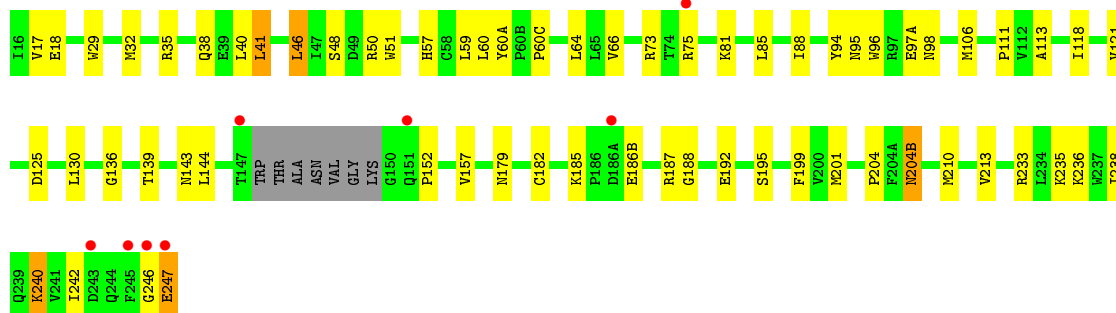 I16 V17 E18 W29 M32 R35 Q38 E39 L40 L41 L46 I47 S48 D49 R50 W51 H57 C58 L59 L60 Y60A P60B P60C L64 L65 V66 R73 T74 R75 K81 L85 I88 Y94 N95 W96 R97 E97A N98 M106 P111 V112 A113 I118
D125 L130 G136 T139 N143 L144 T147 TRP THR ALA ASN VAL GLY LYS G150 Q151 P152 V157 N179 C182 K185 P186 D186A E186B R187 G188 E192 S195 F199 V200 M201 P204 F204A N204B M210 V213 R233 L234 K235 K236 W237
Q239 K240 V241 I242 D243 Q244 F245 G246 E247